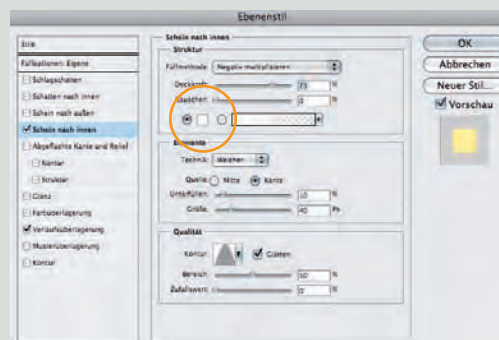 Ebenenstil
Stile
Fülloptionen: Eigene
Schlagschatten
Schatten nach innen
Schein nach außen
Schein nach innen
Abgeflachte Kante und Relief
Kontur
Struktur
Glanz
Farbüberlagerung
Verlaufsüberlagerung
Musterüberlagerung
Kontur
Schein nach innen
Struktur
Füllmethode: Negativ multiplizieren
Deckkraft: 75 %
Rauschen: 0 %
Elemente
Technik: Weicher
Quelle: Mitte Kante
Unterfüllen: 10 %
Größe: 40 Px
Qualität
Kontur: Glätten
Bereich: 50 %
Zufallswert: 0 %
OK
Abbrechen
Neuer Stil...
Vorschau